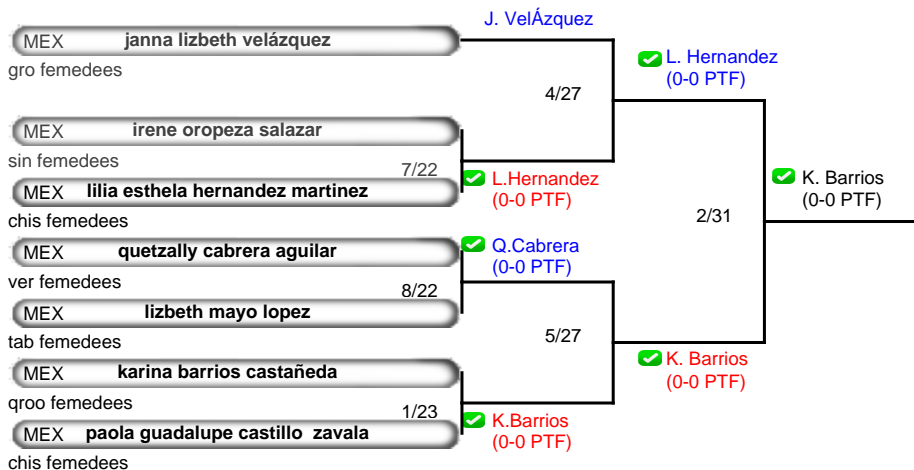 J. VelÁzquez
MEX janna lizbeth velázquez
gro femedees
L. Hernandez
(0-0 PTF)
4/27
MEX irene oropeza salazar
sin femedees
7/22
L.Hernandez
(0-0 PTF)
MEX lilia esthela hernandez martinez
chis femedees
K. Barrios
(0-0 PTF)
2/31
MEX quetzally cabrera aguilar
ver femedees
Q.Cabrera
(0-0 PTF)
8/22
MEX lizbeth mayo lopez
tab femedees
5/27
K. Barrios
(0-0 PTF)
MEX karina barrios castañeda
qroo femedees
1/23
K.Barrios
(0-0 PTF)
MEX paola guadalupe castillo zavala
chis femedees